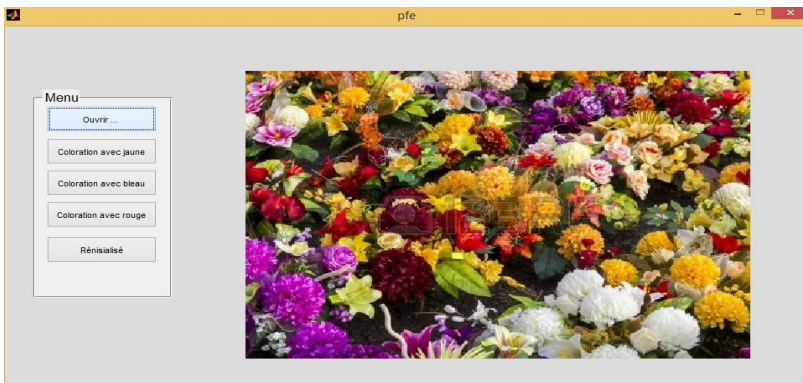 pfe
Menu
Ouvrir ...
Coloration avec jaune
Coloration avec bleau
Coloration avec rouge
Rénisialisé